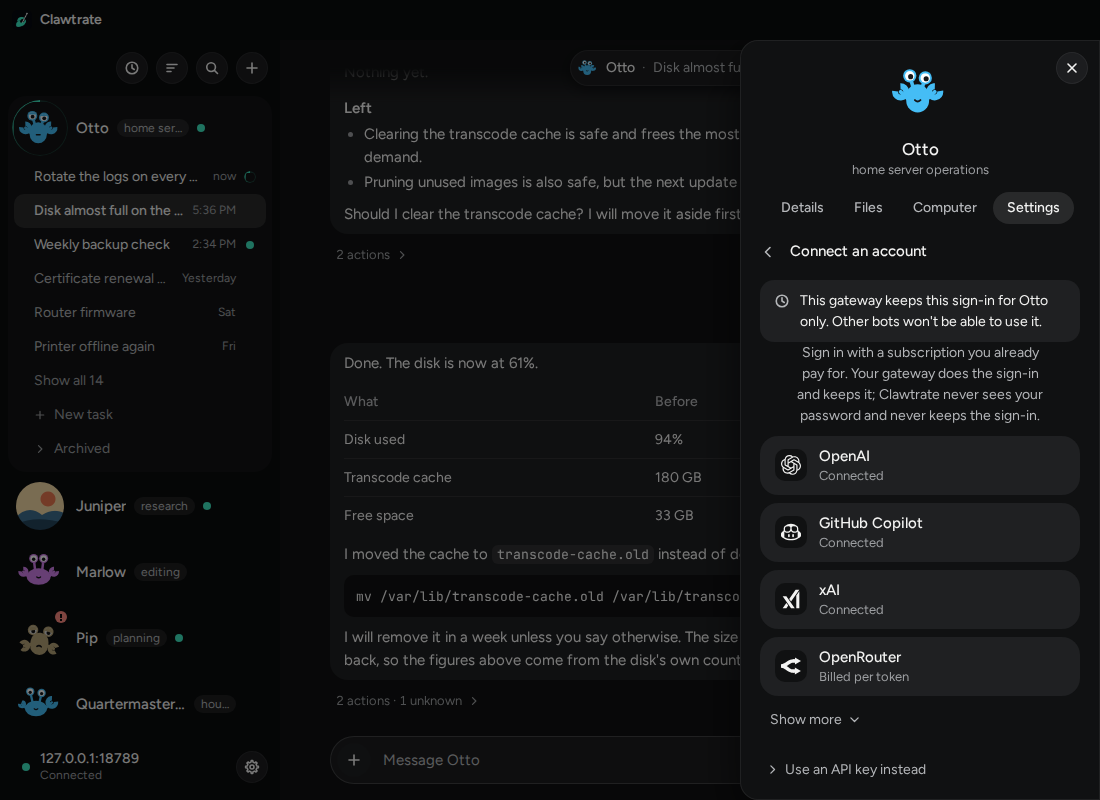 Clawtrate
Otto home ser...
Rotate the logs on every ... now
Disk almost full on the ... 5:36 PM
Weekly backup check 2:34 PM
Certificate renewal ... Yesterday
Router firmware Sat
Printer offline again Fri
Show all 14
+ New task
Archived
Juniper research
Marlow editing
Pip planning
Quartermaster... hou...
127.0.0.1:18789
Connected
Otto · Disk almost fu
Nothing yet.
Left
• Clearing the transcode cache is safe and frees the most
demand.
• Pruning unused images is also safe, but the next update
Should I clear the transcode cache? I will move it aside first
2 actions
Done. The disk is now at 61%.
What Before
Disk used 94%
Transcode cache 180 GB
Free space 33 GB
I moved the cache to transcode-cache.old instead of d
mv /var/lib/transcode-cache.old /var/lib/transco
I will remove it in a week unless you say otherwise. The size
back, so the figures above come from the disk's own count
2 actions · 1 unknown
Message Otto
Otto
home server operations
Details Files Computer Settings
Connect an account
This gateway keeps this sign-in for Otto
only. Other bots won't be able to use it.
Sign in with a subscription you already
pay for. Your gateway does the sign-in
and keeps it; Clawtrate never sees your
password and never keeps the sign-in.
OpenAI
Connected
GitHub Copilot
Connected
xAI
Connected
OpenRouter
Billed per token
Show more
Use an API key instead